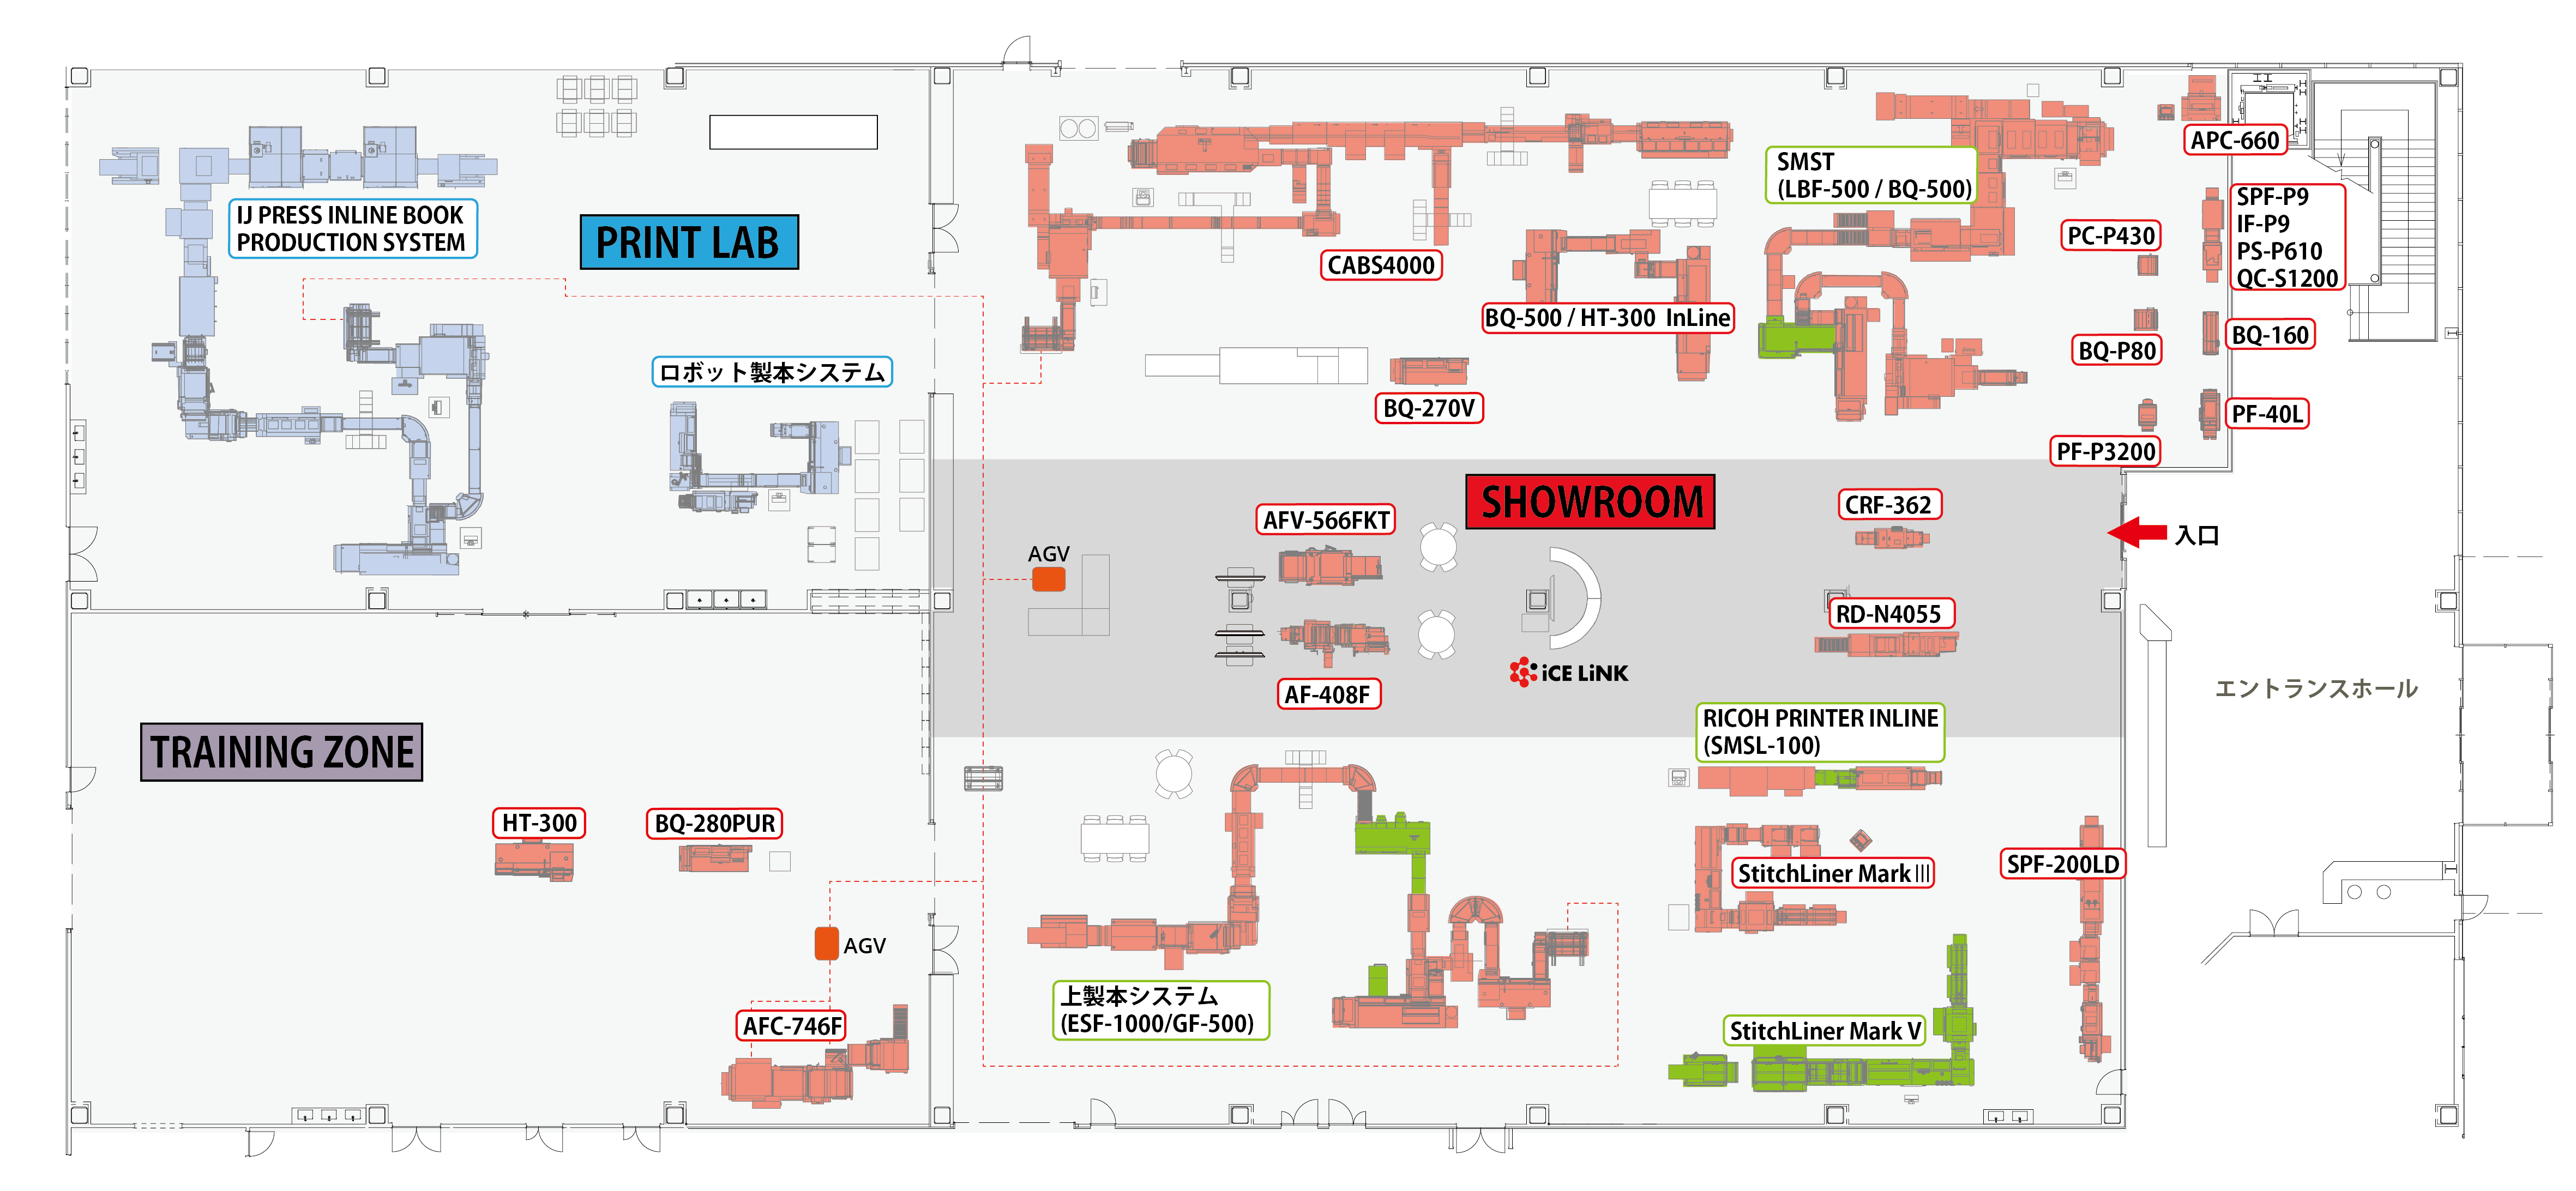 IJ PRESS INLINE BOOK
PRODUCTION SYSTEM
PRINT LAB
ロボット製本システム
CABS4000
BQ-500 / HT-300 InLine
BQ-270V
SMST
(LBF-500 / BQ-500)
APC-660
SPF-P9
IF-P9
PS-P610
QC-S1200
PC-P430
BQ-P80
BQ-160
PF-40L
PF-P3200
SHOWROOM
AFV-566FKT
CRF-362
入口
AGV
RD-N4055
AF-408F
iCE LiNK
エントランスホール
RICOH PRINTER INLINE
(SMSL-100)
TRAINING ZONE
HT-300
BQ-280PUR
StitchLiner MarkⅢ
SPF-200LD
AGV
上製本システム
(ESF-1000/GF-500)
AFC-746F
StitchLiner Mark V